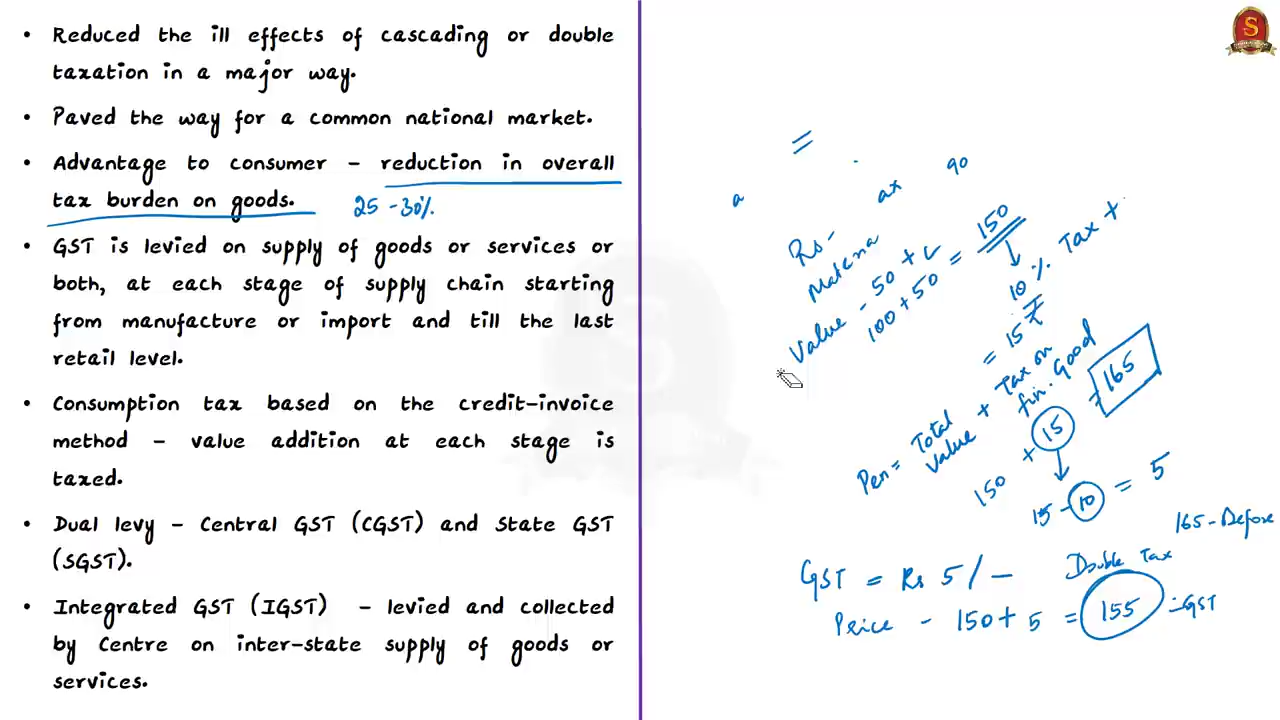 • Reduced the ill effects of cascading or double
taxation in a major way.
• Paved the way for a common national market.
• Advantage to consumer – reduction in overall
tax burden on goods.
25 - 30%
• GST is levied on supply of goods or services or
both, at each stage of supply chain starting
from manufacture or import and till the last
retail level.
• Consumption tax based on the credit-invoice
method – value addition at each stage is
taxed.
• Dual levy – Central GST (CGST) and State GST
(SGST).
• Integrated GST (IGST) – levied and collected
by Centre on inter-state supply of goods or
services.
=
a
ax
90
Rs-
Materia
Value - 50 +
100 + 50 = 150
10 % Tax +
= 15 ₹
Pen = Total Value + Tax on fin. Good
150 + 15 = 165
15 - 10 = 5
165 - Before
Double Tax
GST = Rs 5/-
Price - 150 + 5 = 155 - GST